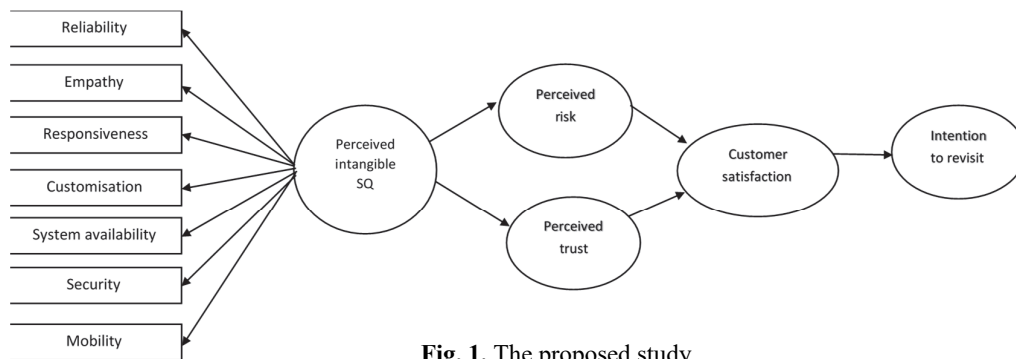 Reliability
Empathy
Responsiveness
Customisation
System availability
Security
Mobility
Perceived
intangible
SQ
Perceived
risk
Perceived
trust
Customer
satisfaction
Intention
to revisit
Fig. 1. The proposed study